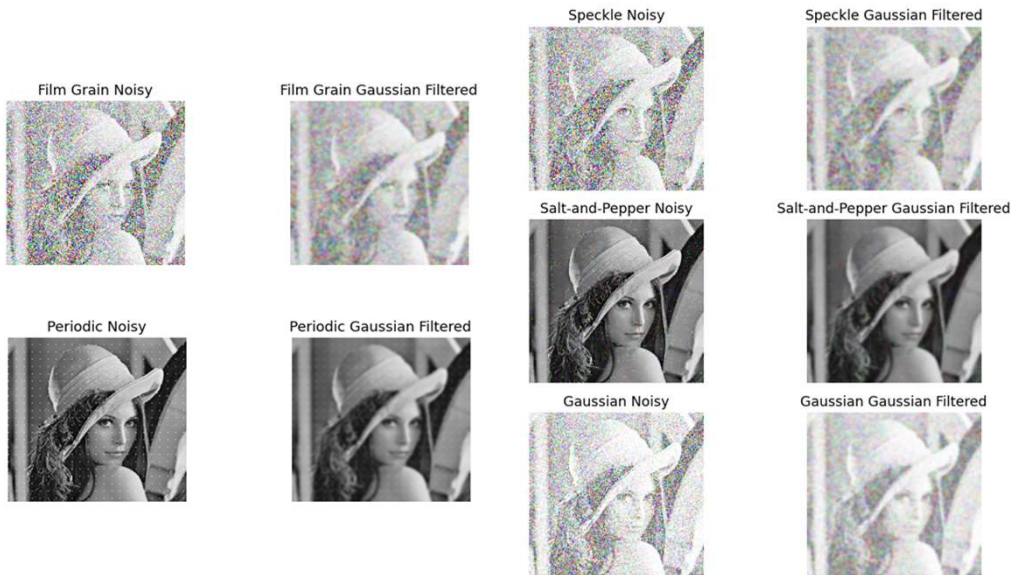 Film Grain Noisy
Film Grain Gaussian Filtered
Periodic Noisy
Periodic Gaussian Filtered
Speckle Noisy
Speckle Gaussian Filtered
Salt-and-Pepper Noisy
Salt-and-Pepper Gaussian Filtered
Gaussian Noisy
Gaussian Gaussian Filtered